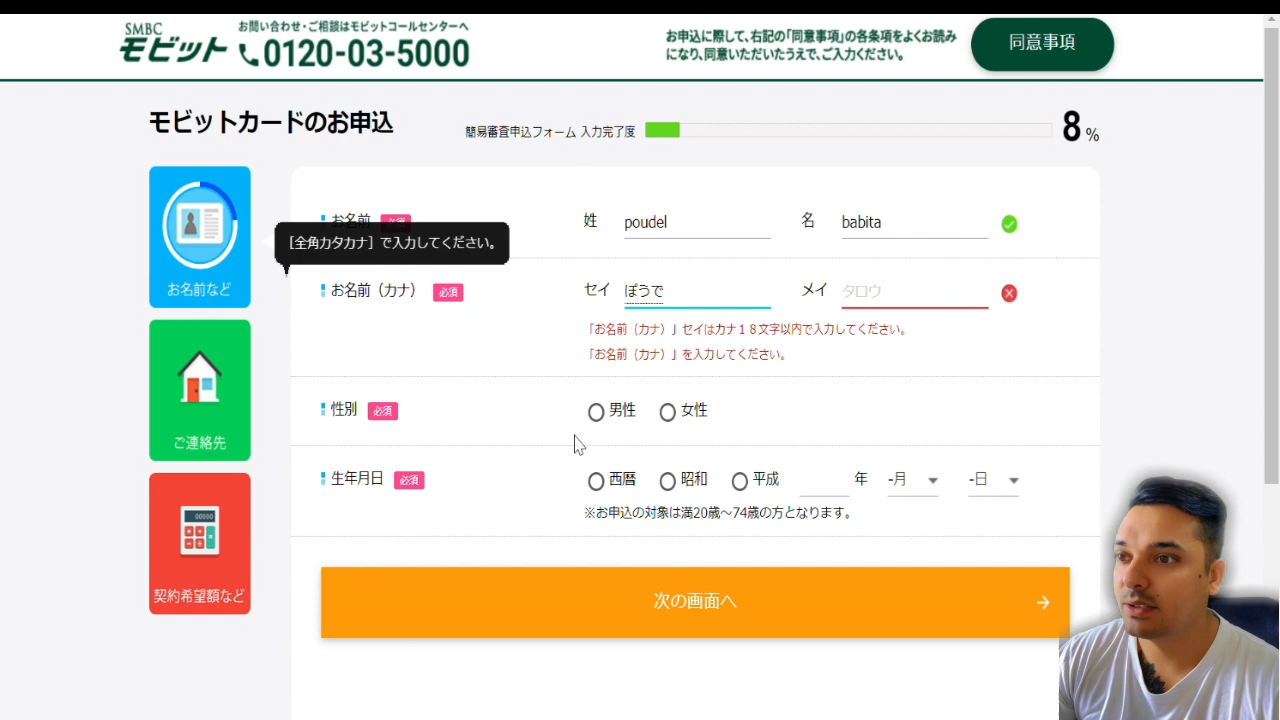 SMBC
モビット
お問い合わせ・ご相談はモビットコールセンターへ
0120-03-5000
お申込に際して、右記の「同意事項」の各条項をよくお読み
になり、同意いただいたうえで、ご入力ください。
同意事項
モビットカードのお申込
簡易審査申込フォーム 入力完了度
8%
お名前など
[全角カタカナ] で入力してください。
お名前 必須 姓 poudel 名 babita
お名前（カナ） 必須 セイ ぽうで メイ タロウ
「お名前（カナ）」セイはカナ１８文字以内で入力してください。
「お名前（カナ）」を入力してください。
ご連絡先
性別 必須 男性 女性
生年月日 必須 西暦 昭和 平成 年 -月 -日
※お申込の対象は満20歳～74歳の方となります。
00000
契約希望額など
次の画面へ